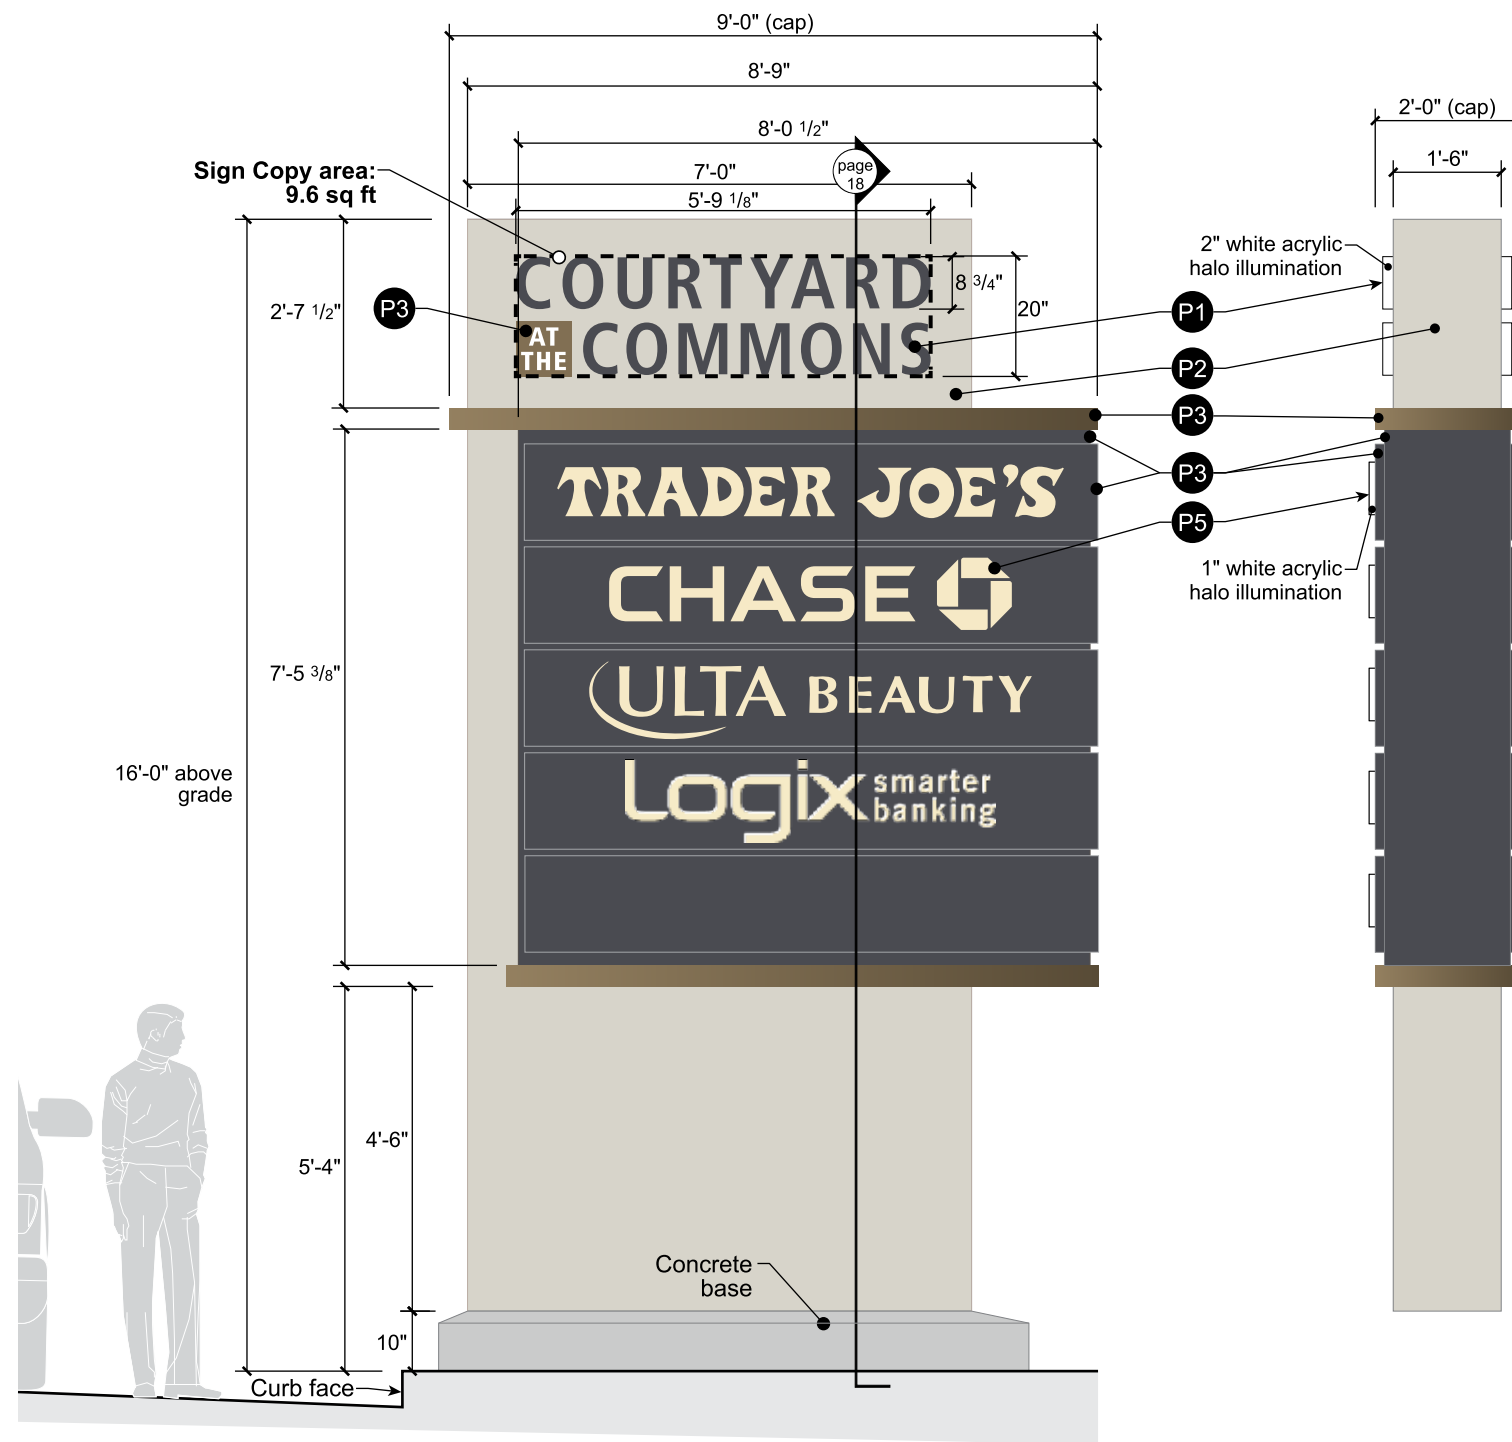 9'-0" (cap)
8'-9"
8'-0 1/2"
7'-0"
5'-9 1/8"
page
18
2'-0" (cap)
1'-6"
Sign Copy area:
9.6 sq ft
2'-7 1/2"
P3
COURTYARD
AT
THE
COMMONS
8 3/4"
20"
2" white acrylic
halo illumination
P1
P2
P3
P3
P5
1" white acrylic
halo illumination
TRADER JOE'S
CHASE
ULTA BEAUTY
Logix smarter
banking
7'-5 3/8"
16'-0" above
grade
4'-6"
5'-4"
10"
Concrete
base
Curb face